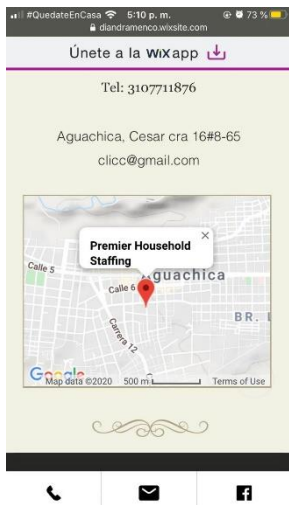 #QuedateEnCasa 5:10 p. m. 73 %
diandramenco.wixsite.com
Únete a la WiX app
Tel: 3107711876
Aguachica, Cesar cra 16#8-65
clicc@gmail.com
Premier Household
Staffing
Calle 5
Aguachica
Calle 6
BR. L
Carrera 12
Google
Map data ©2020 500 m Terms of Use